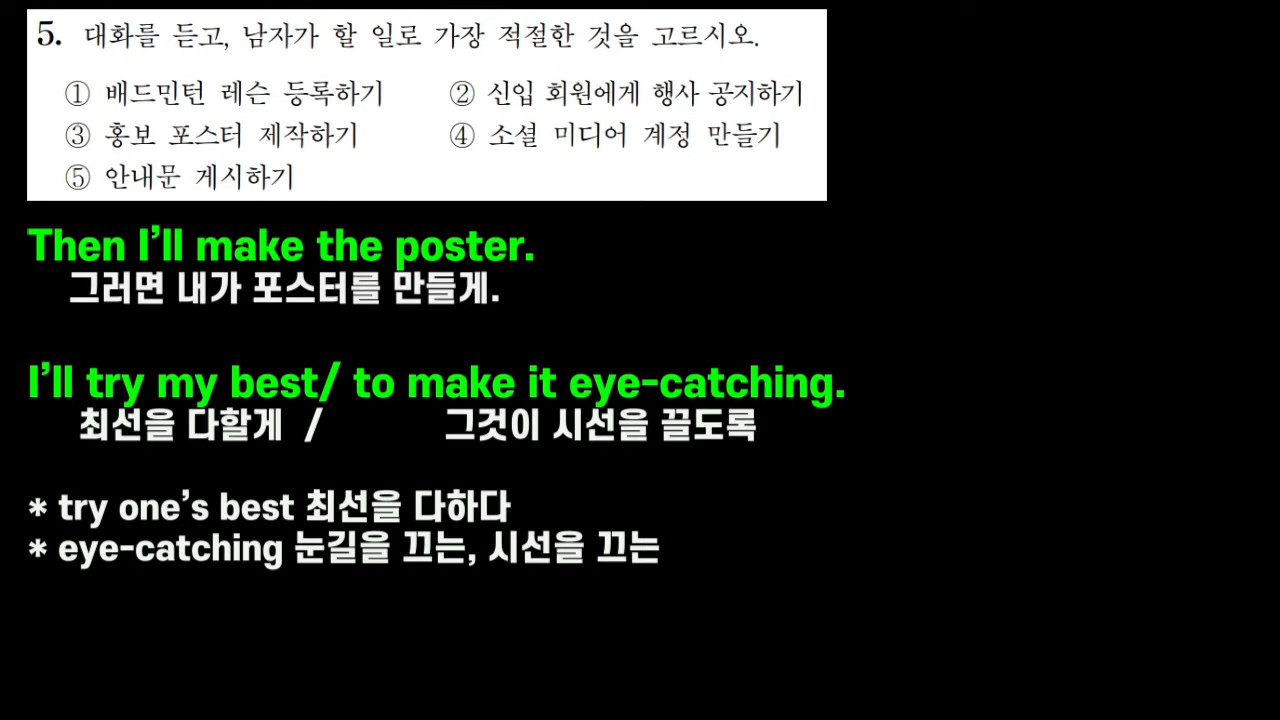 5. 대화를 듣고, 남자가 할 일로 가장 적절한 것을 고르시오.
① 배드민턴 레슨 등록하기 ② 신입 회원에게 행사 공지하기
③ 홍보 포스터 제작하기 ④ 소셜 미디어 계정 만들기
⑤ 안내문 게시하기
Then I’ll make the poster.
그러면 내가 포스터를 만들게.
I’ll try my best/ to make it eye-catching.
최선을 다할게 / 그것이 시선을 끌도록
* try one’s best 최선을 다하다
* eye-catching 눈길을 끄는, 시선을 끄는